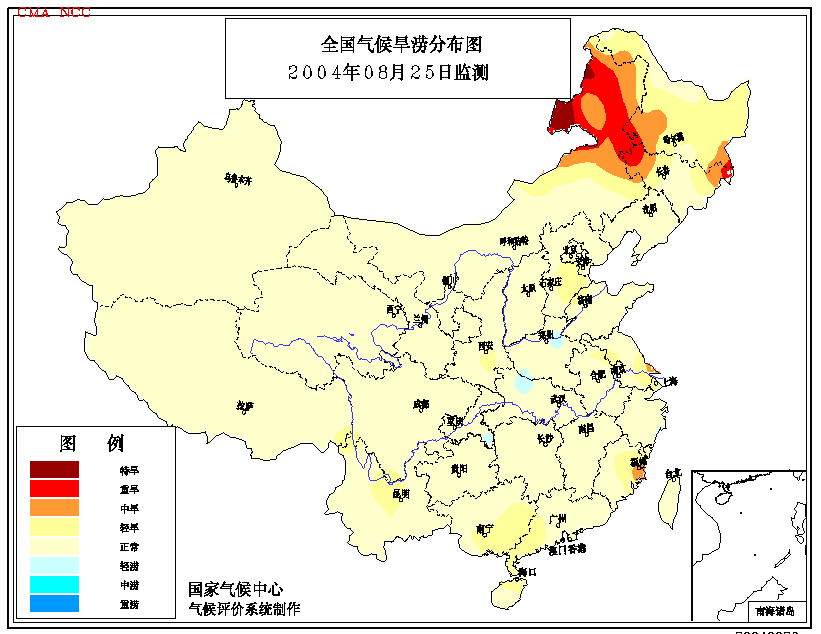 CMA NCC
全国气候旱涝分布图
2004年08月25日监测
哈尔滨
乌鲁木齐
长春
沈阳
呼和浩特
北京
天津
银川
太原
石家庄
西宁
济南
兰州
郑州
西安
合肥
南京
上海
拉萨
成都
武汉
重庆
南昌
长沙
贵阳
福州
台北
昆明
南宁
广州
澳门 香港
海口
图 例
特旱
重旱
中旱
轻旱
正常
轻涝
中涝
重涝
国家气候中心
气候评价系统制作
南海诸岛